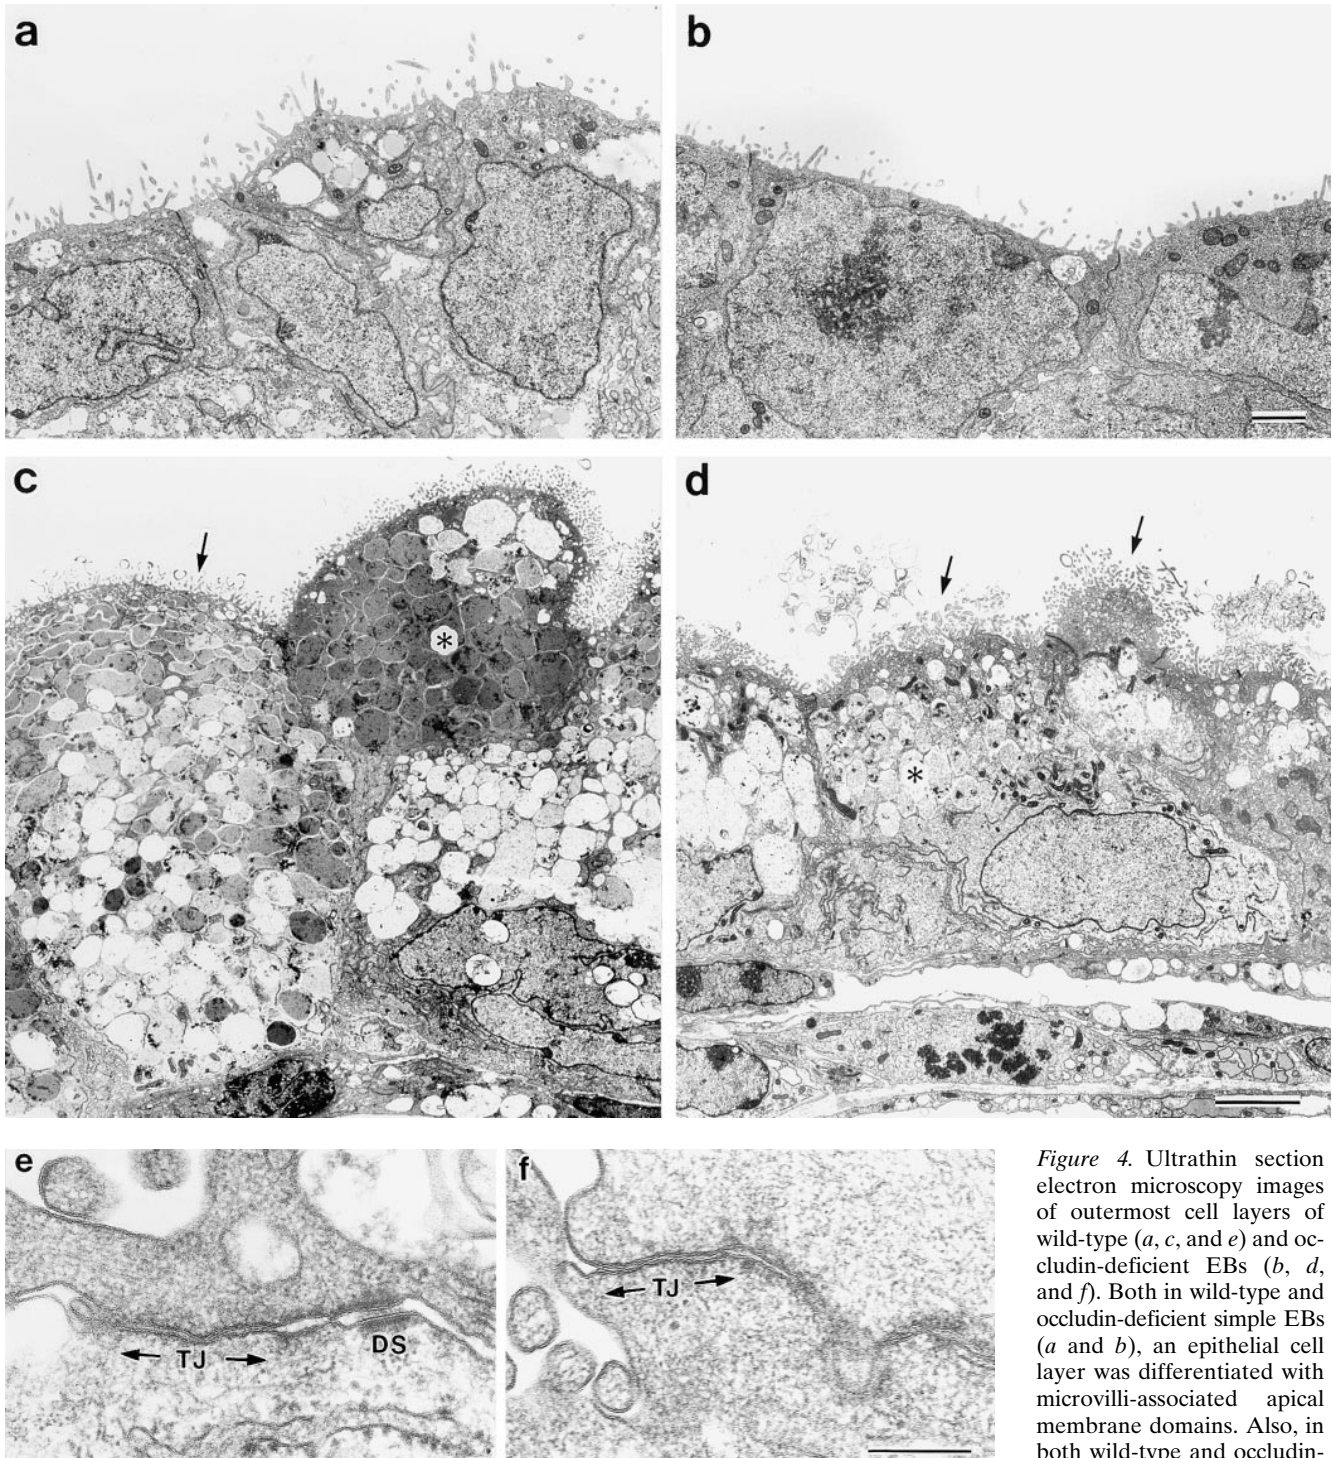 a
b
c
*
d
*
e
TJ
DS
f
TJ
Figure 4. Ultrathin section
electron microscopy images
of outermost cell layers of
wild-type (a, c, and e) and oc-
cludin-deficient EBs (b, d,
and f). Both in wild-type and
occludin-deficient simple EBs
(a and b), an epithelial cell
layer was differentiated with
microvilli-associated apical
membrane domains. Also, in
both wild-type and occludin-